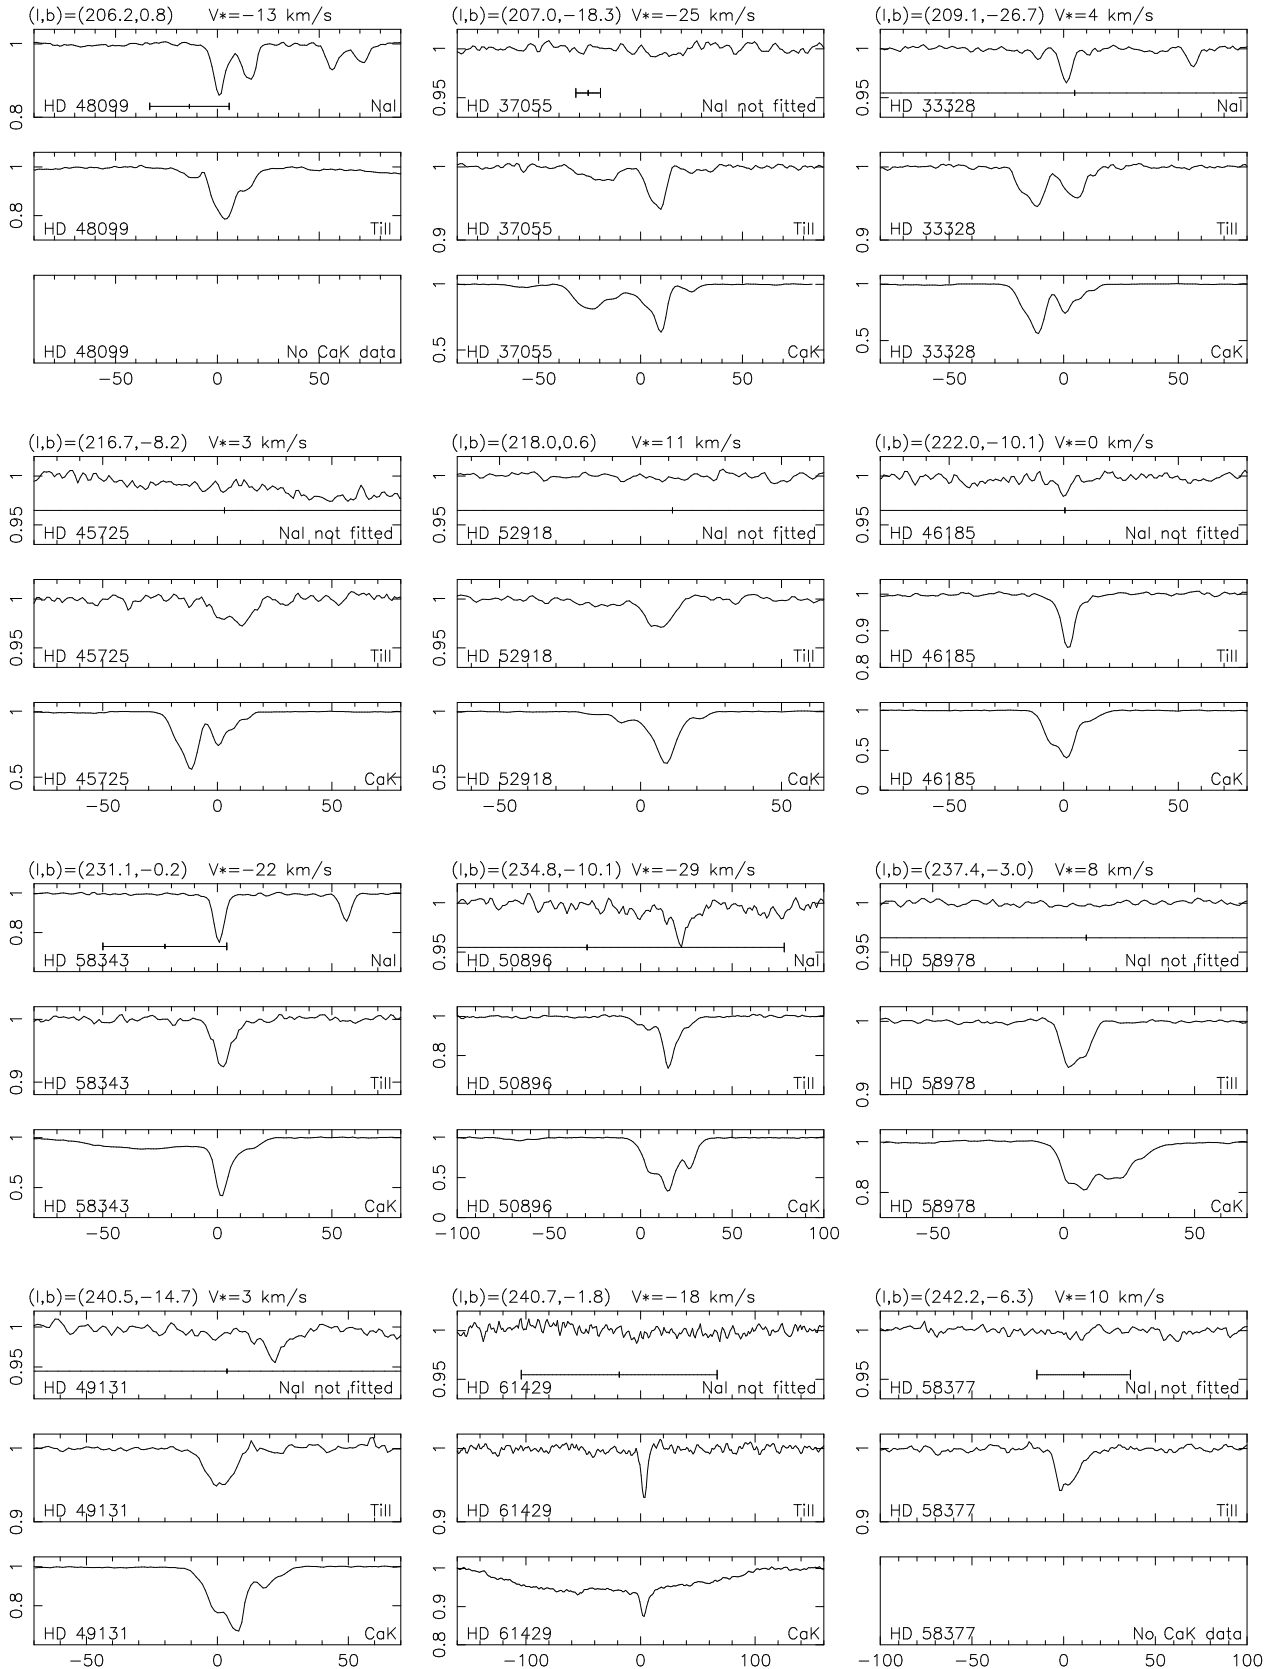 (l,b)=(206.2,0.8) V*=−13 km/s (l,b)=(207.0,−18.3) V*=−25 km/s (l,b)=(209.1,−26.7) V*=4 km/s
1 1 1
0.8 HD 48099 NaI 0.95 HD 37055 NaI not fitted 0.95 HD 33328 NaI
1 1 1
0.8 HD 48099 TiII 0.9 HD 37055 TiII 0.9 HD 33328 TiII
1 1
HD 48099 No CaK data 0.5 HD 37055 CaK 0.5 HD 33328 CaK
−50 0 50 −50 0 50 −50 0 50
(l,b)=(216.7,−8.2) V*=3 km/s (l,b)=(218.0,0.6) V*=11 km/s (l,b)=(222.0,−10.1) V*=0 km/s
1 1 1
0.95 HD 45725 NaI not fitted 0.95 HD 52918 NaI not fitted 0.95 HD 46185 NaI not fitted
1 1 1
0.9
0.95 HD 45725 TiII 0.95 HD 52918 TiII 0.8 HD 46185 TiII
1 1 1
0.5
0.5 HD 45725 CaK 0.5 HD 52918 CaK 0 HD 46185 CaK
−50 0 50 −50 0 50 −50 0 50
(l,b)=(231.1,−0.2) V*=−22 km/s (l,b)=(234.8,−10.1) V*=−29 km/s (l,b)=(237.4,−3.0) V*=8 km/s
1 1 1
0.8 HD 58343 NaI 0.95 HD 50896 NaI 0.95 HD 58978 NaI not fitted
1 1 1
0.9 HD 58343 TiII 0.8 HD 50896 TiII 0.9 HD 58978 TiII
1 1 1
0.5 0.5 0.8
HD 58343 CaK 0 HD 50896 CaK HD 58978 CaK
−50 0 50 −100 −50 0 50 100 −50 0 50
(l,b)=(240.5,−14.7) V*=3 km/s (l,b)=(240.7,−1.8) V*=−18 km/s (l,b)=(242.2,−6.3) V*=10 km/s
1 1 1
0.95 HD 49131 NaI not fitted 0.95 HD 61429 NaI not fitted 0.95 HD 58377 NaI not fitted
1 1 1
0.9 HD 49131 TiII 0.9 HD 61429 TiII 0.9 HD 58377 TiII
1 1
0.8 0.9
HD 49131 CaK 0.8 HD 61429 CaK HD 58377 No CaK data
−50 0 50 −100 0 100 −100 −50 0 50 100